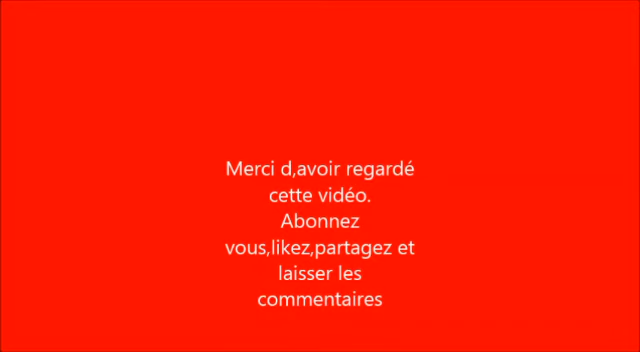 Merci d,avoir regardé
cette vidéo.
Abonnez
vous,likez,partagez et
laisser les
commentaires